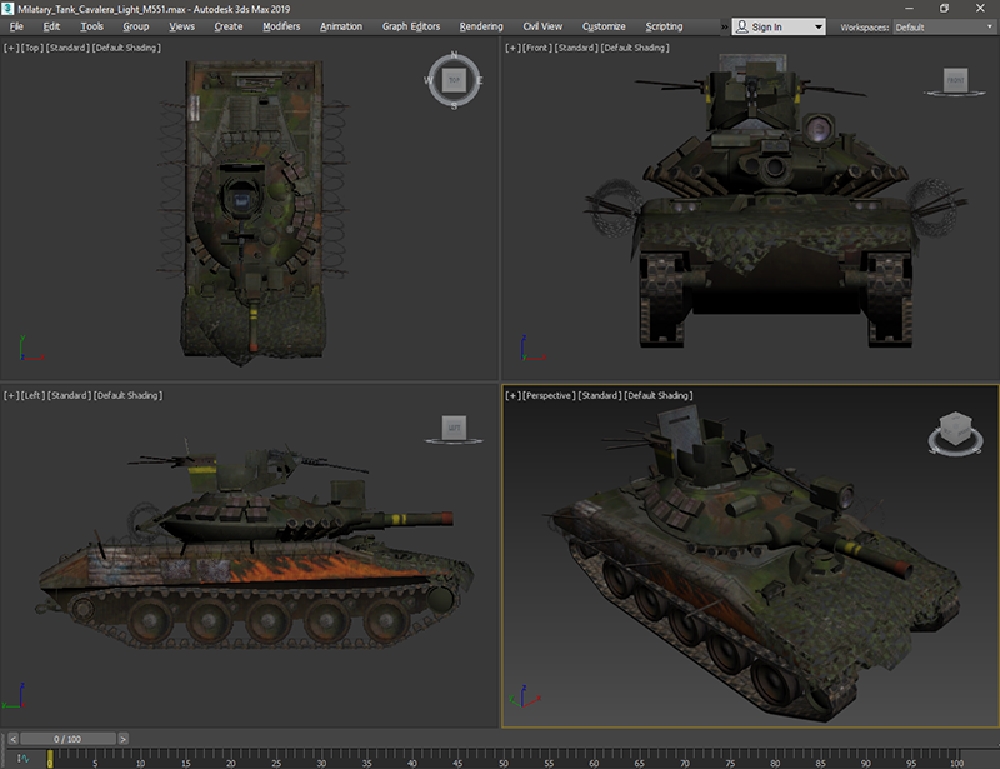 Milatary_Tank_Cavalera_Light_M551.max - Autodesk 3ds Max 2019
File Edit Tools Group Views Create Modifiers Animation Graph Editors Rendering Civil View Customize Scripting » Sign In Workspaces: Default
[+][Top][Standard][Default Shading]
[+][Front][Standard][Default Shading]
N
W TOP E
S
FRONT
[+][Left][Standard][Default Shading]
[+][Perspective][Standard][Default Shading]
LEFT
< 0 / 100 >
0 5 10 15 20 25 30 35 40 45 50 55 60 65 70 75 80 85 90 95 100